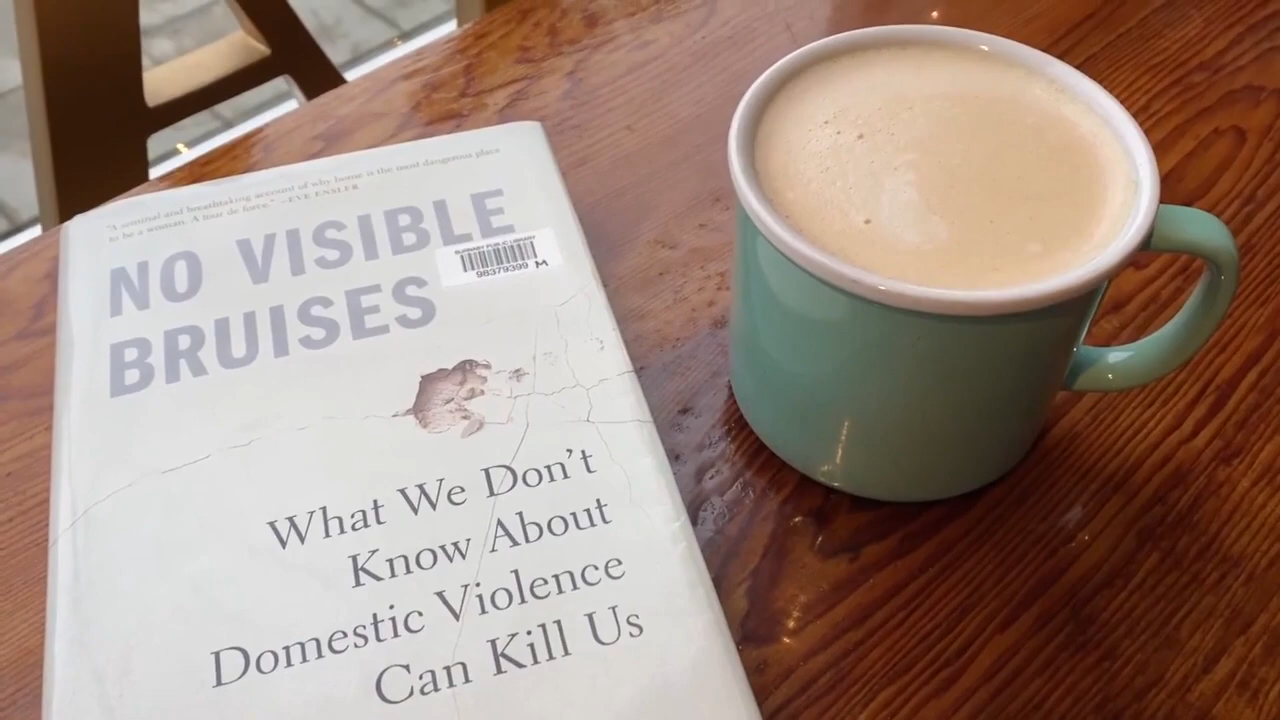 "A seminal and breathtaking account of why home is the most dangerous place
to be a woman. A tour de force." —EVE ENSLER
NO VISIBLE
BRUISES
BURNABY PUBLIC LIBRARY
98379399 M
What We Don't
Know About
Domestic Violence
Can Kill Us